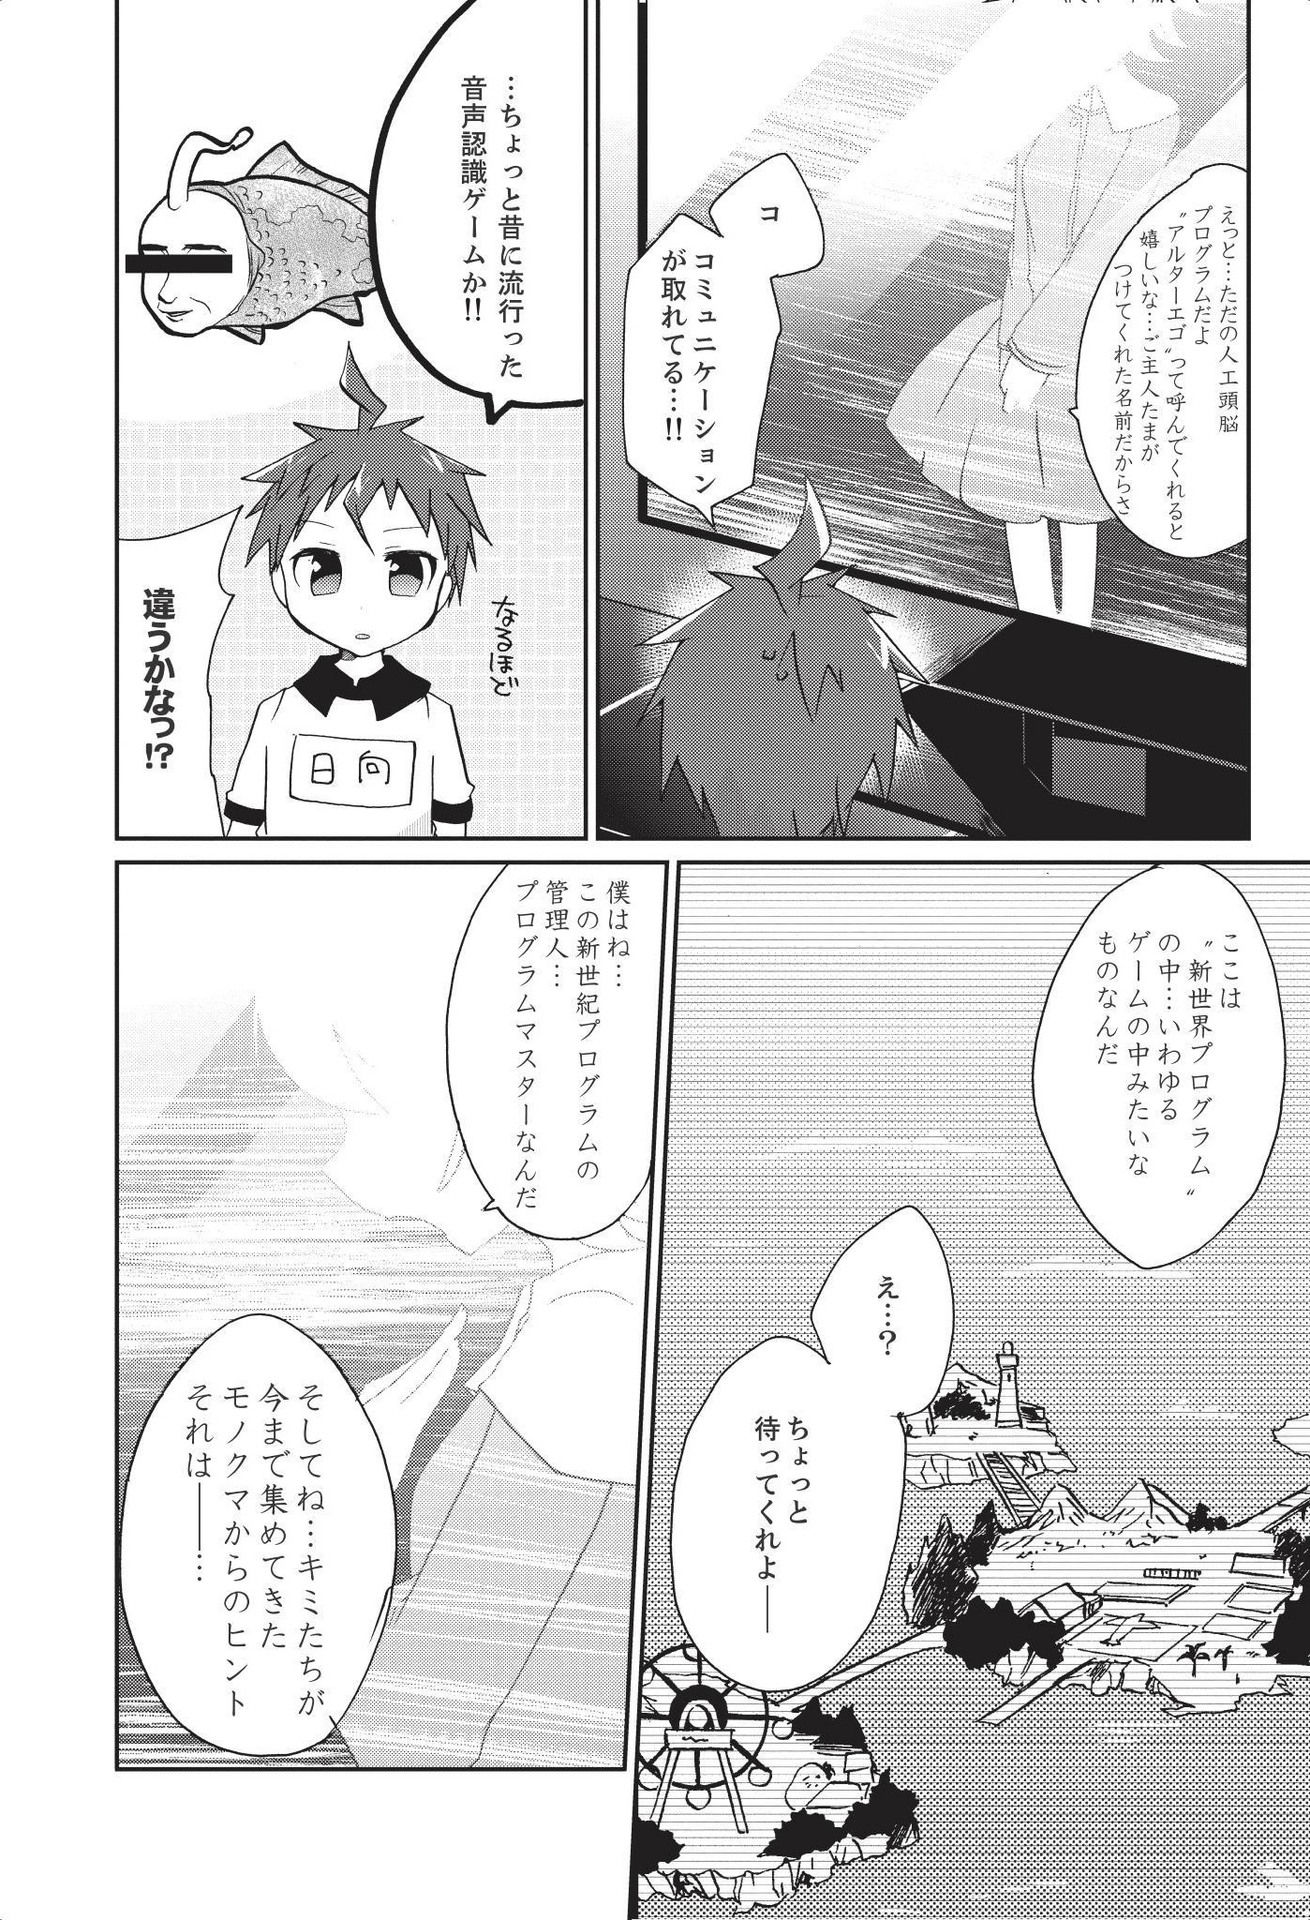 えっと…ただの人工頭脳
プログラムだよ
“アルターエゴ”って呼んでくれると
嬉しいな…ご主人たまが
つけてくれた名前だからさ
コ
コミュニケーション
が取れてる…!!
…ちょっと昔に流行った
音声認識ゲームか!!
なるほど
日向
違うかなっ!?
ここは
“新世界プログラム”
の中…いわゆる
ゲームの中みたいな
ものなんだ
え…?
ちょっと
待ってくれよ――
僕はね…
この新世紀プログラムの
管理人…
プログラムマスターなんだ
そしてね…キミたちが
今まで集めてきた
モノクマからのヒント
それは――…